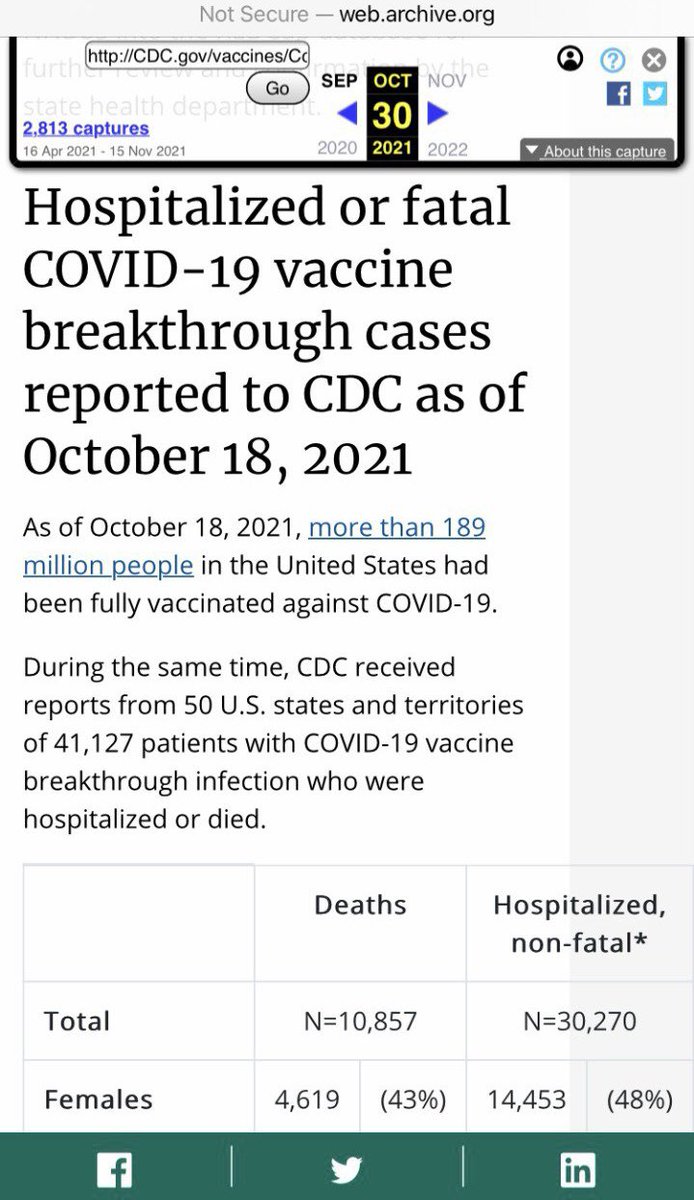 Not Secure — web.archive.org
http://CDC.gov/vaccines/Co
Go
SEP OCT NOV
30
2020 2021 2022
2,813 captures
16 Apr 2021 - 15 Nov 2021
About this capture
further review and confirmation by the
state health department.
Hospitalized or fatal
COVID-19 vaccine
breakthrough cases
reported to CDC as of
October 18, 2021
As of October 18, 2021, more than 189
million people in the United States had
been fully vaccinated against COVID-19.
During the same time, CDC received
reports from 50 U.S. states and territories
of 41,127 patients with COVID-19 vaccine
breakthrough infection who were
hospitalized or died.
Deaths Hospitalized,
non-fatal*
Total N=10,857 N=30,270
Females 4,619 (43%) 14,453 (48%)